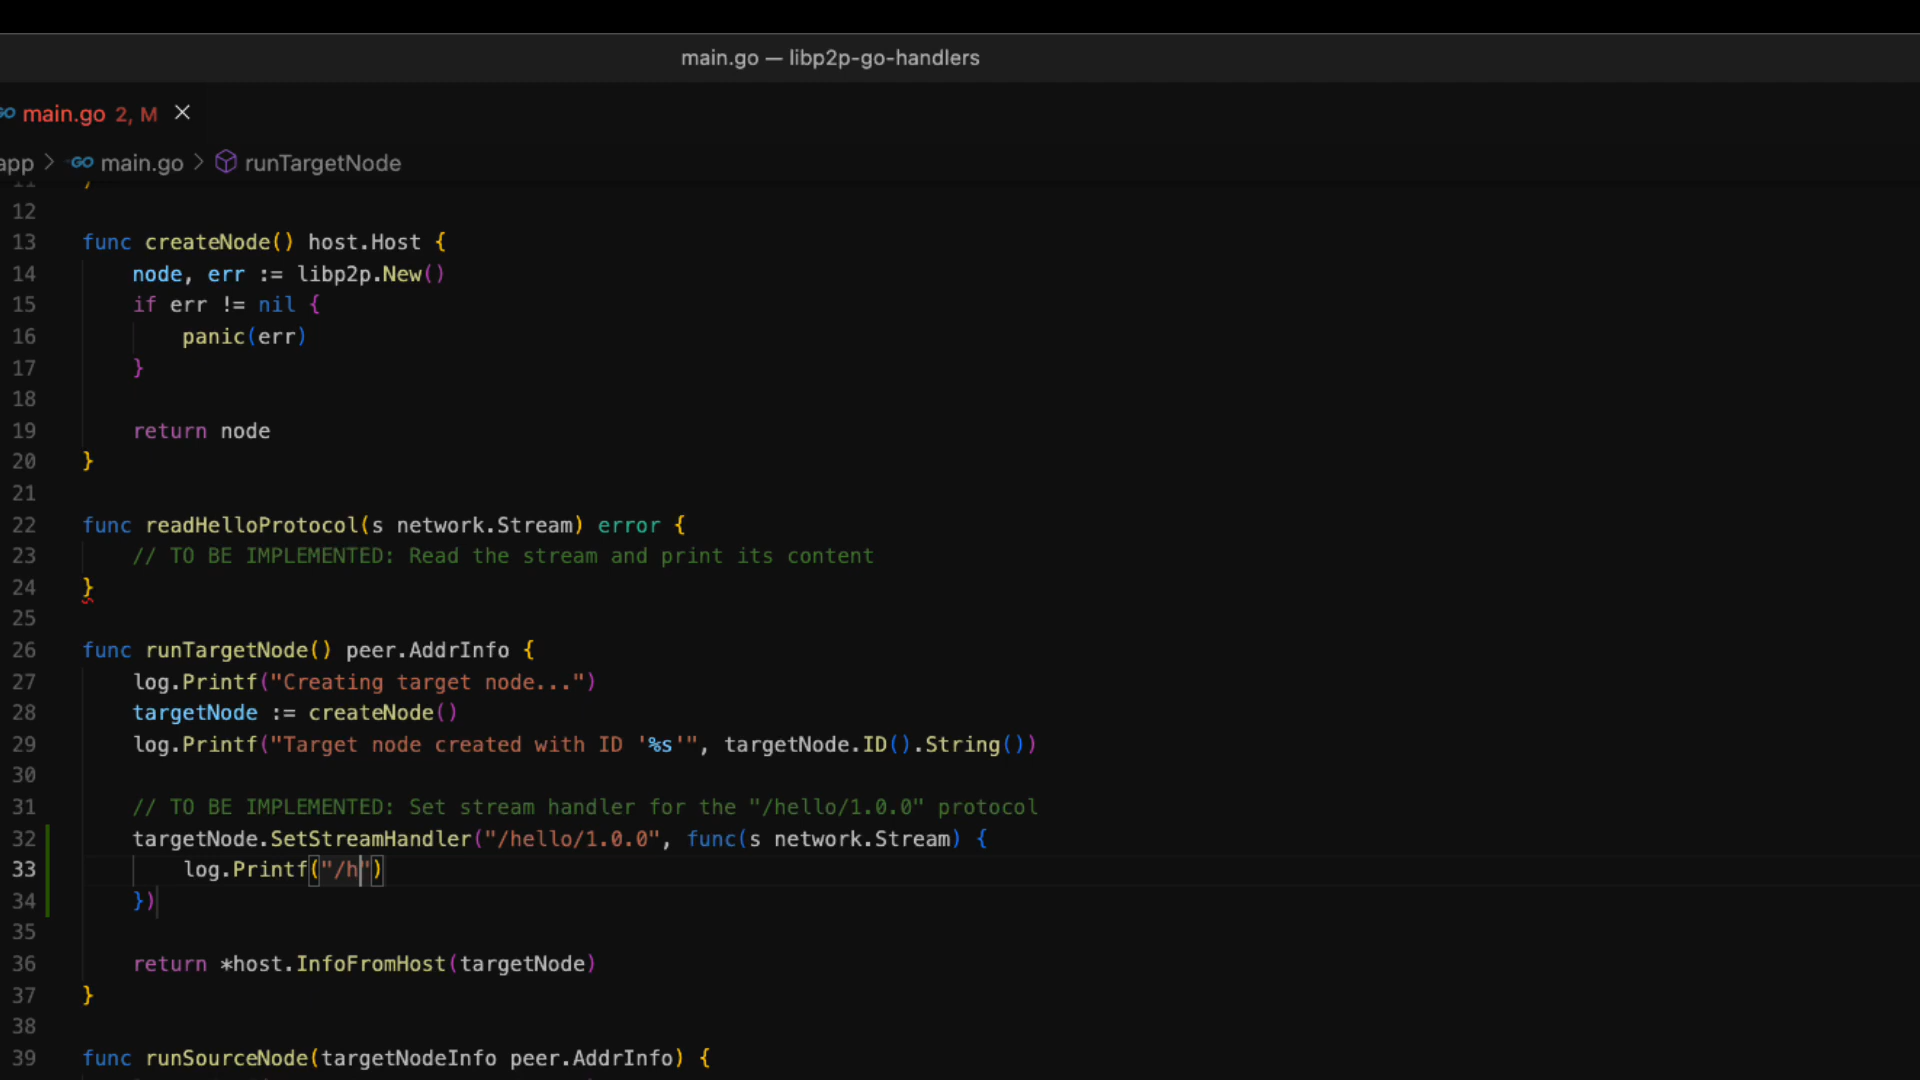 main.go — libp2p-go-handlers
GO main.go 2, M ×
app > GO main.go > runTargetNode
11 )
12
13 func createNode() host.Host {
14 node, err := libp2p.New()
15 if err != nil {
16 panic(err)
17 }
18
19 return node
20 }
21
22 func readHelloProtocol(s network.Stream) error {
23 // TO BE IMPLEMENTED: Read the stream and print its content
24 }
25
26 func runTargetNode() peer.AddrInfo {
27 log.Printf("Creating target node...")
28 targetNode := createNode()
29 log.Printf("Target node created with ID '%s'", targetNode.ID().String())
30
31 // TO BE IMPLEMENTED: Set stream handler for the "/hello/1.0.0" protocol
32 targetNode.SetStreamHandler("/hello/1.0.0", func(s network.Stream) {
33 log.Printf("/h")
34 })
35
36 return *host.InfoFromHost(targetNode)
37 }
38
39 func runSourceNode(targetNodeInfo peer.AddrInfo) {